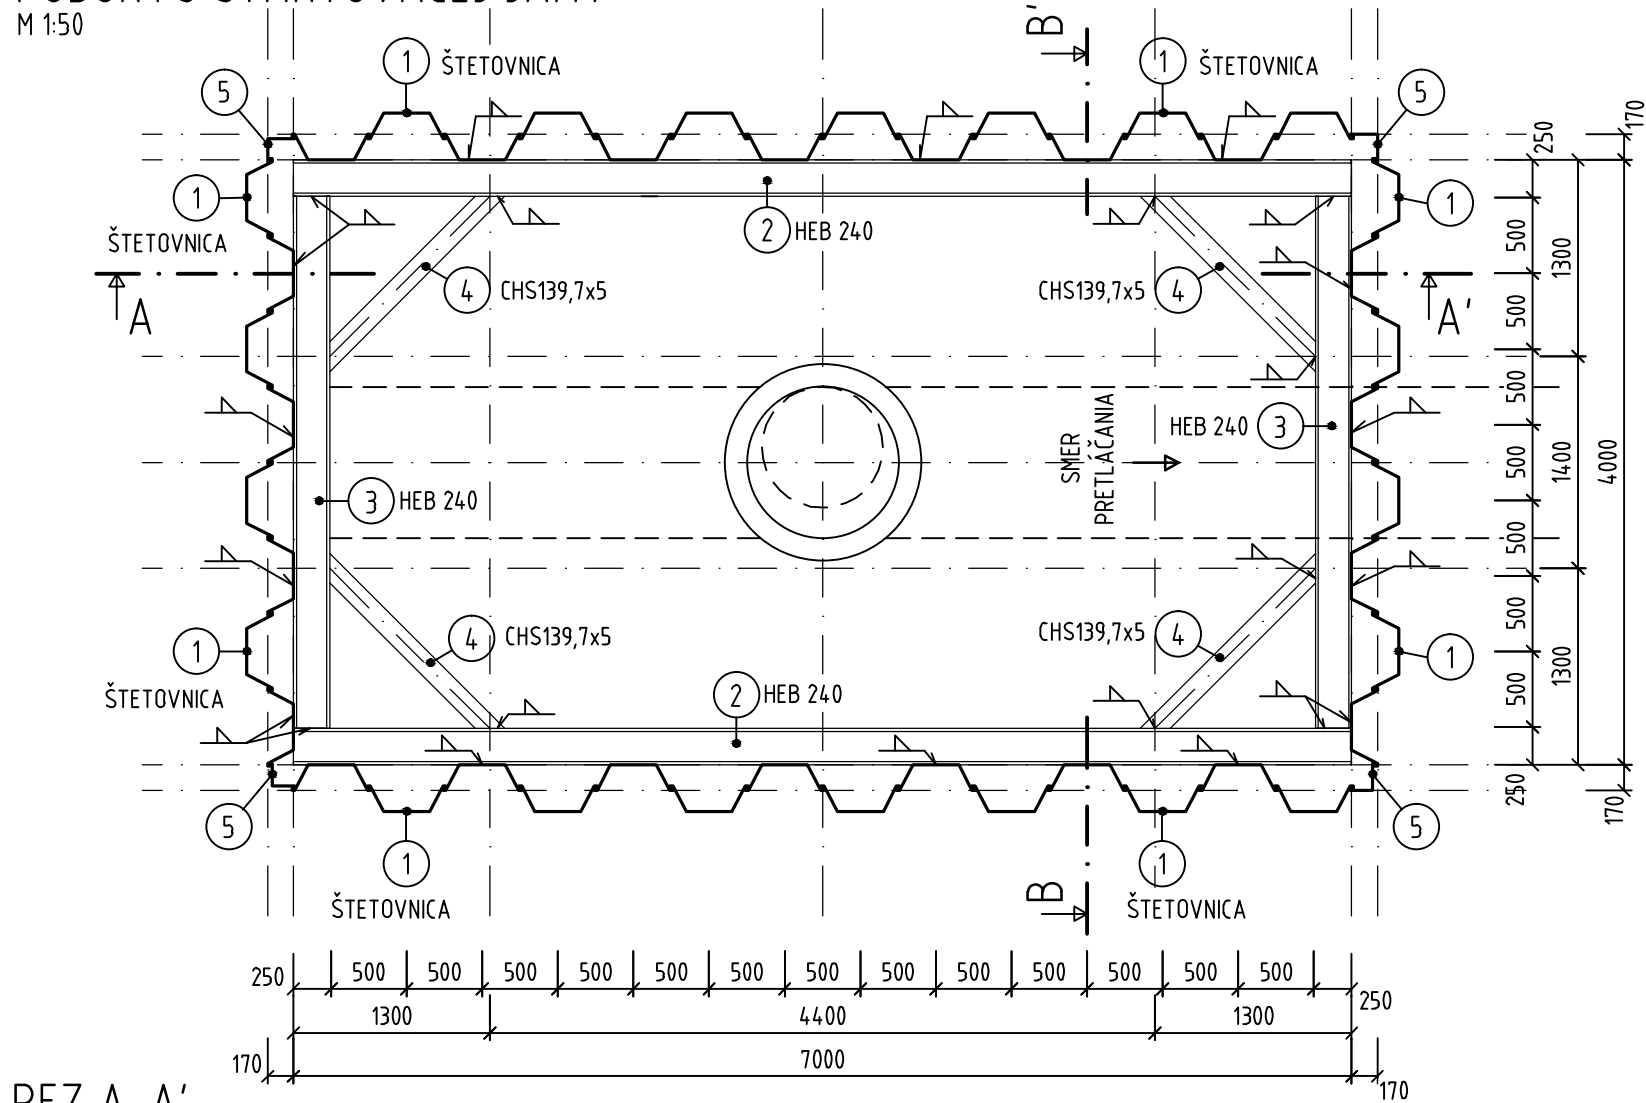 PÔDORYS ŠTARTOVACEJ JAMY
M 1:50
B'
1 ŠTETOVNICA
1 ŠTETOVNICA
5
5
170
250
1
1
2 HEB 240
ŠTETOVNICA
4 CHS139,7x5
CHS139,7x5 4
A
A'
500
500
500
500
500
500
500
1300
1400
1300
4000
SMER
PRETLÁČANIA
HEB 240 3
3 HEB 240
1
4 CHS139,7x5
CHS139,7x5 4
1
ŠTETOVNICA
2 HEB 240
250
170
5
5
1
1
ŠTETOVNICA
B
ŠTETOVNICA
250 500 500 500 500 500 500 500 500 500 500 500 500 500 250
1300 4400 1300
170 7000 170
REZ A-A'